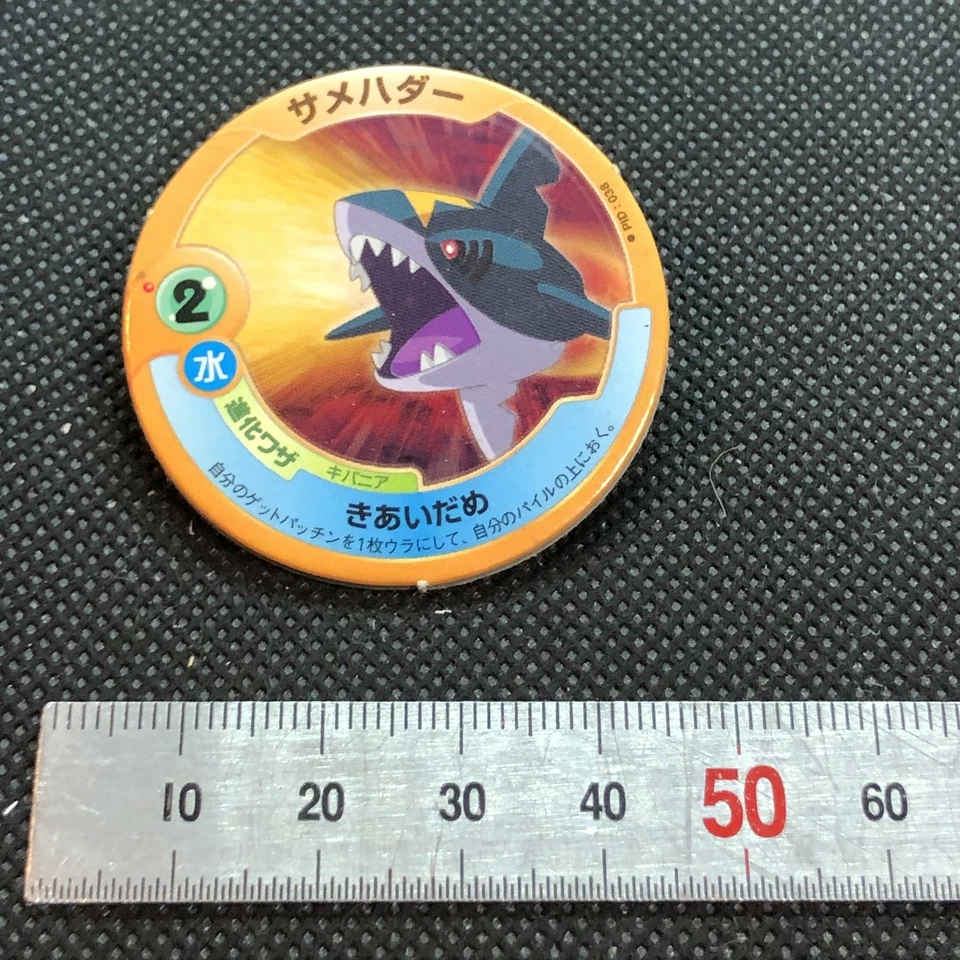 サメハダー
PID:038
2
水
進化ワザ
キバニア
きあいだめ
自分のゲットパッチンを1枚ウラにして、自分のパイルの上におく。
10 20 30 40 50 60